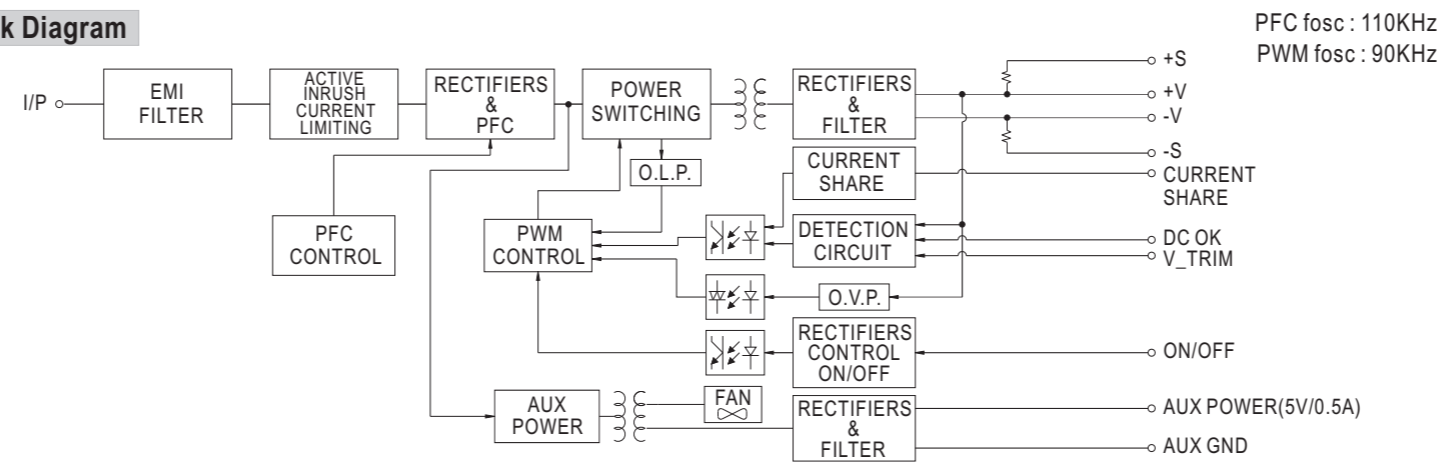 k Diagram
PFC fosc : 110KHz
PWM fosc : 90KHz
I/P
EMI
FILTER
ACTIVE
INRUSH
CURRENT
LIMITING
RECTIFIERS
&
PFC
POWER
SWITCHING
RECTIFIERS
&
FILTER
+S
+V
-V
-S
CURRENT
SHARE
O.L.P.
CURRENT
SHARE
PFC
CONTROL
PWM
CONTROL
DETECTION
CIRCUIT
DC OK
V_TRIM
O.V.P.
RECTIFIERS
CONTROL
ON/OFF
ON/OFF
AUX
POWER
FAN
RECTIFIERS
&
FILTER
AUX POWER(5V/0.5A)
AUX GND